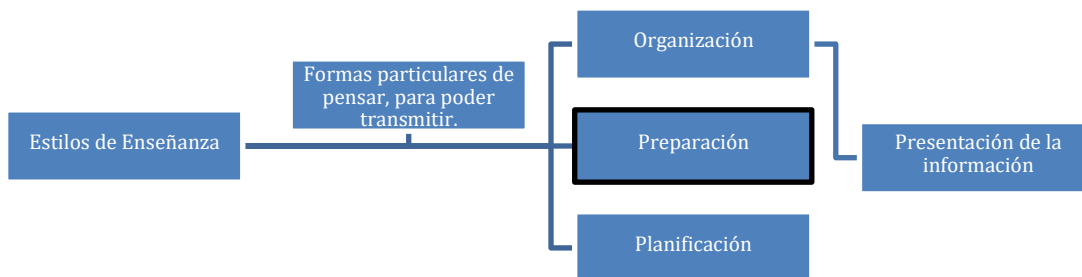 Estilos de Enseñanza
Formas particulares de
pensar, para poder
transmitir.
Organización
Preparación
Planificación
Presentación de la
información